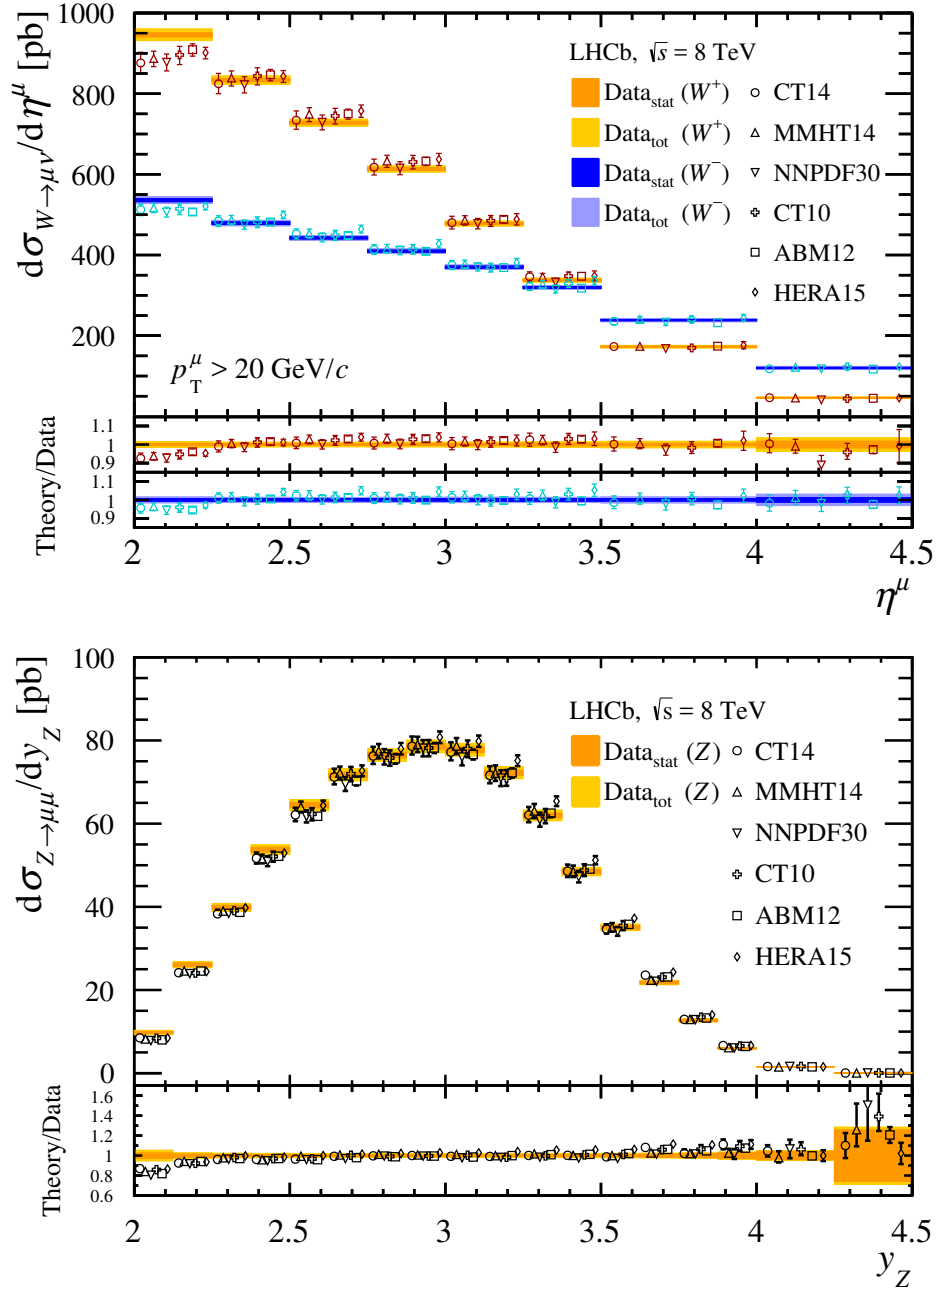 dσ_{W→μν}/dη^μ [pb]
1000
800
600
400
200
LHCb, √s = 8 TeV
Data_stat (W⁺)
Data_tot (W⁺)
Data_stat (W⁻)
Data_tot (W⁻)
CT14
MMHT14
NNPDF30
CT10
ABM12
HERA15
p_T^μ > 20 GeV/c
Theory/Data
1.1
1
0.9
1.1
1
0.9
2 2.5 3 3.5 4 4.5
η^μ
dσ_{Z→μμ}/dy_Z [pb]
100
80
60
40
20
0
LHCb, √s = 8 TeV
Data_stat (Z)
Data_tot (Z)
CT14
MMHT14
NNPDF30
CT10
ABM12
HERA15
Theory/Data
1.6
1.4
1.2
1
0.8
0.6
2 2.5 3 3.5 4 4.5
y_Z